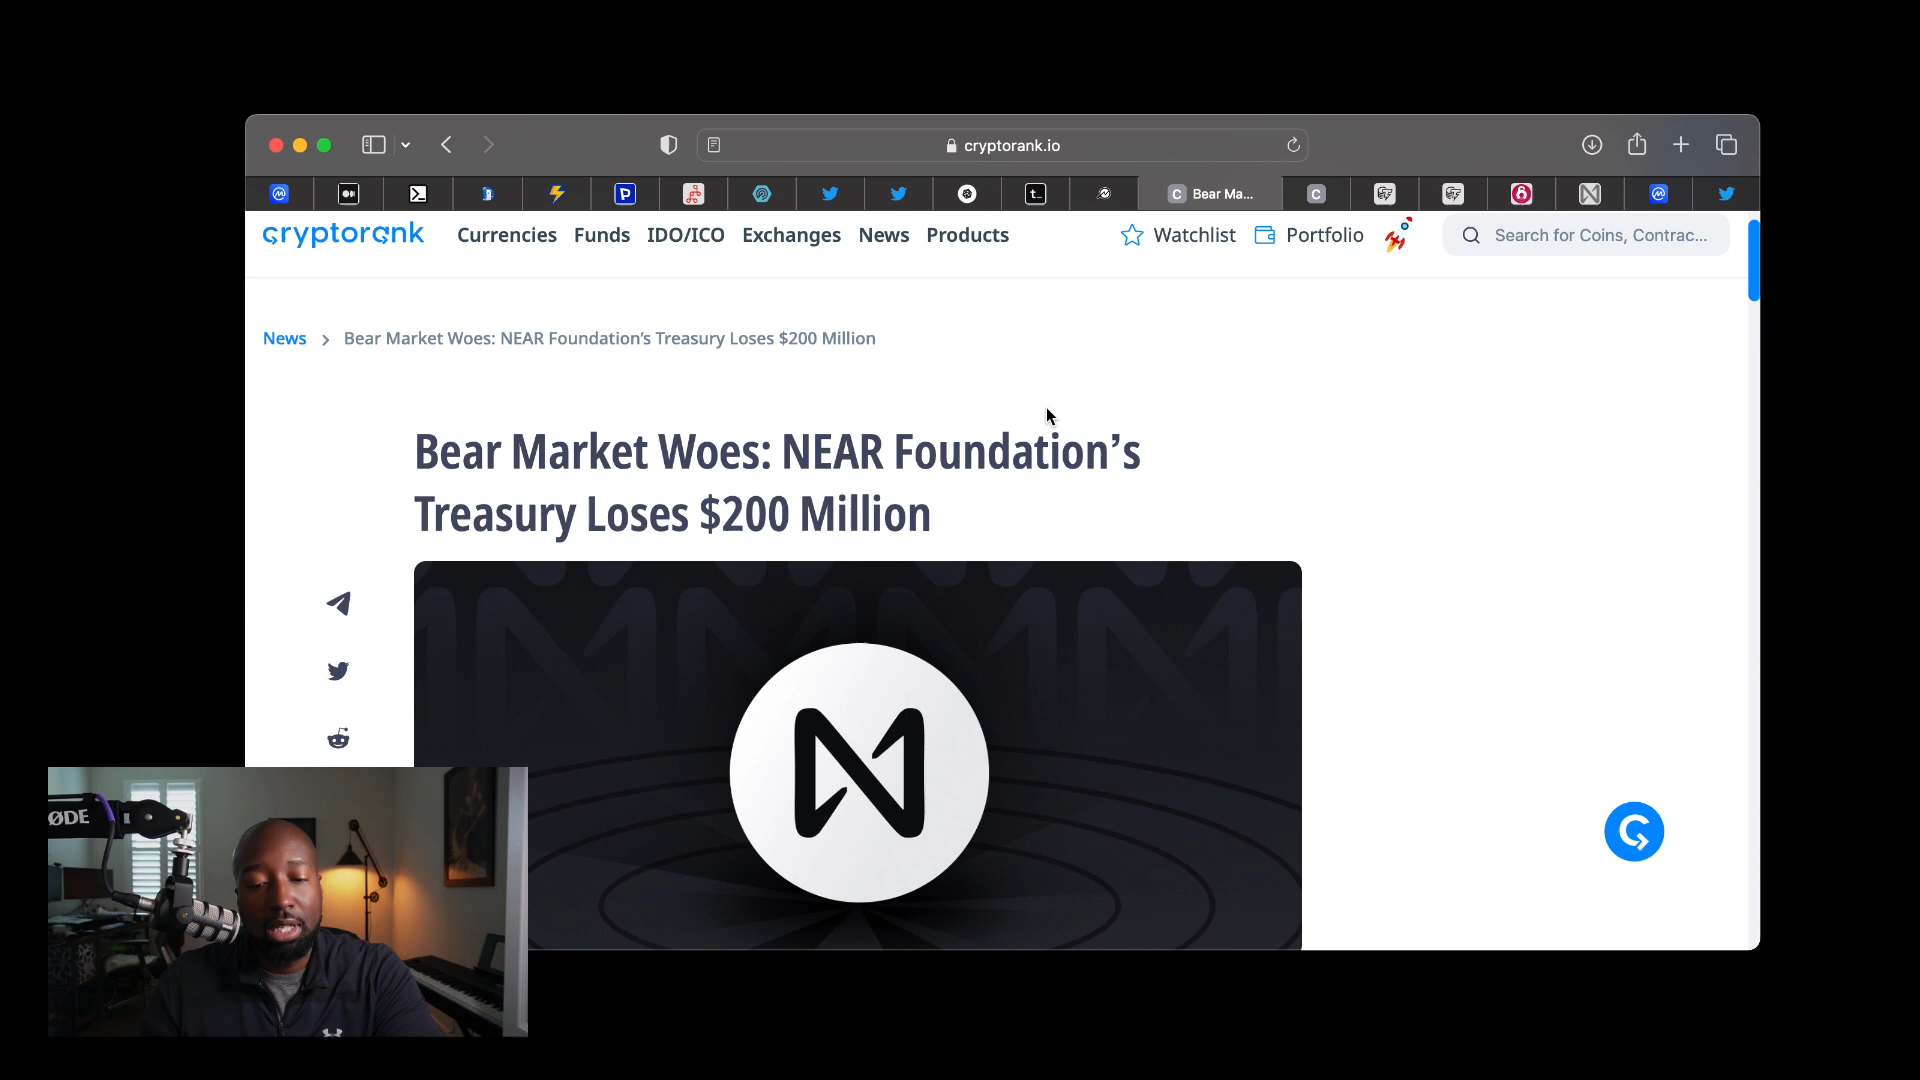 cryptorank.io
Bear Ma...
cryptorank
Currencies Funds IDO/ICO Exchanges News Products
Watchlist
Portfolio
Search for Coins, Contrac...
News > Bear Market Woes: NEAR Foundation’s Treasury Loses $200 Million
Bear Market Woes: NEAR Foundation’s
Treasury Loses $200 Million
RØDE